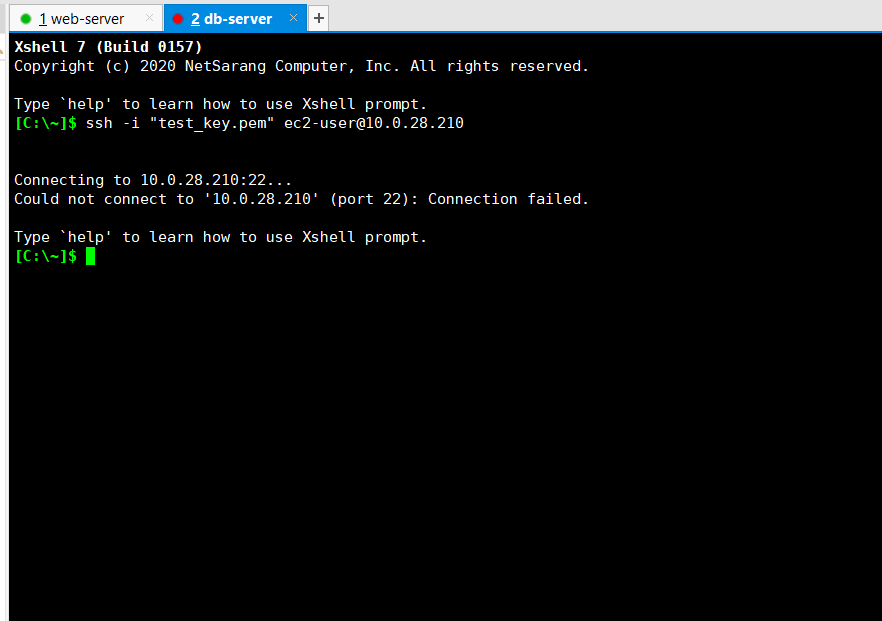 1 web-server
2 db-server
Xshell 7 (Build 0157)
Copyright (c) 2020 NetSarang Computer, Inc. All rights reserved.
Type `help' to learn how to use Xshell prompt.
[C:\~]$ ssh -i "test_key.pem" ec2-user@10.0.28.210
Connecting to 10.0.28.210:22...
Could not connect to '10.0.28.210' (port 22): Connection failed.
Type `help' to learn how to use Xshell prompt.
[C:\~]$